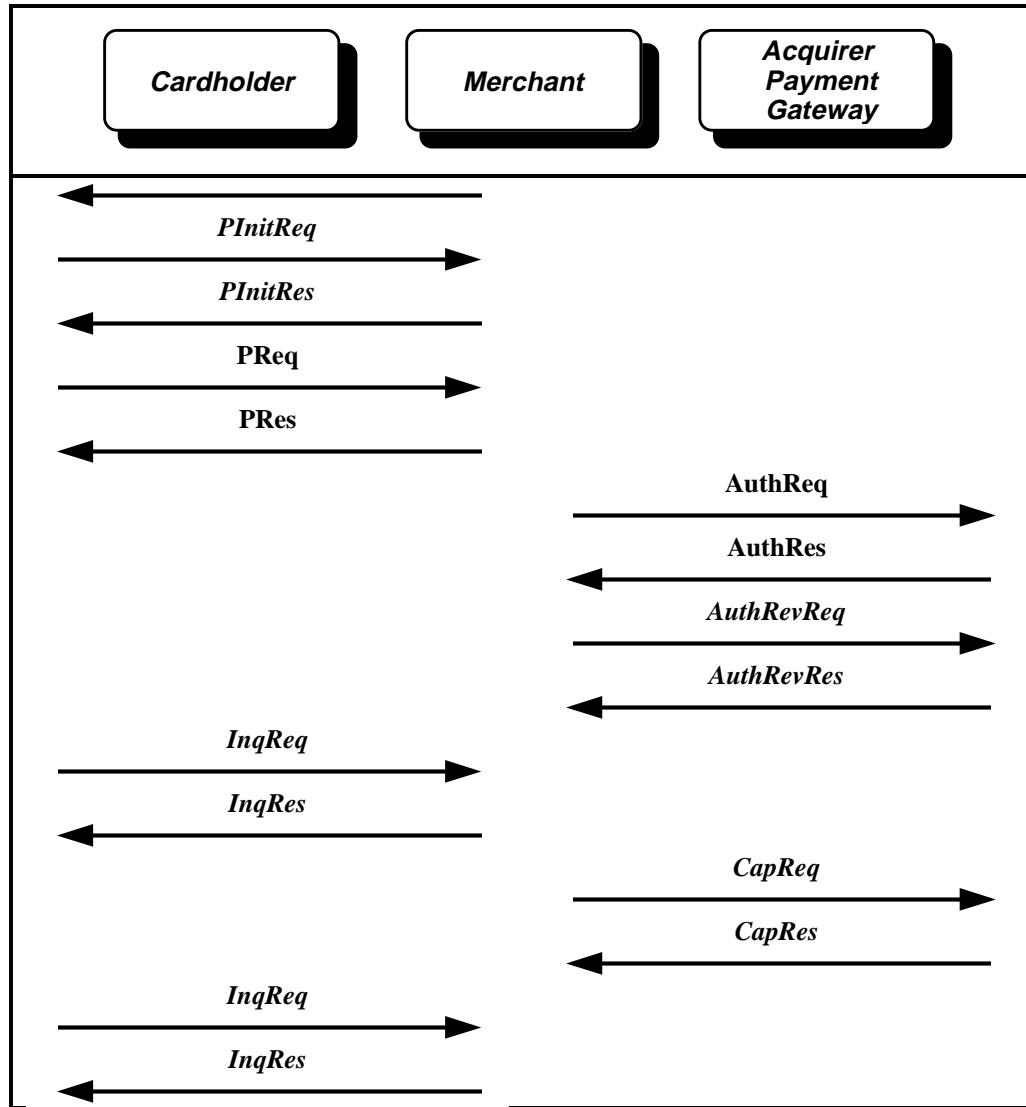 Cardholder
Merchant
Acquirer
Payment
Gateway
PInitReq
PInitRes
PReq
PRes
AuthReq
AuthRes
AuthRevReq
AuthRevRes
InqReq
InqRes
CapReq
CapRes
InqReq
InqRes